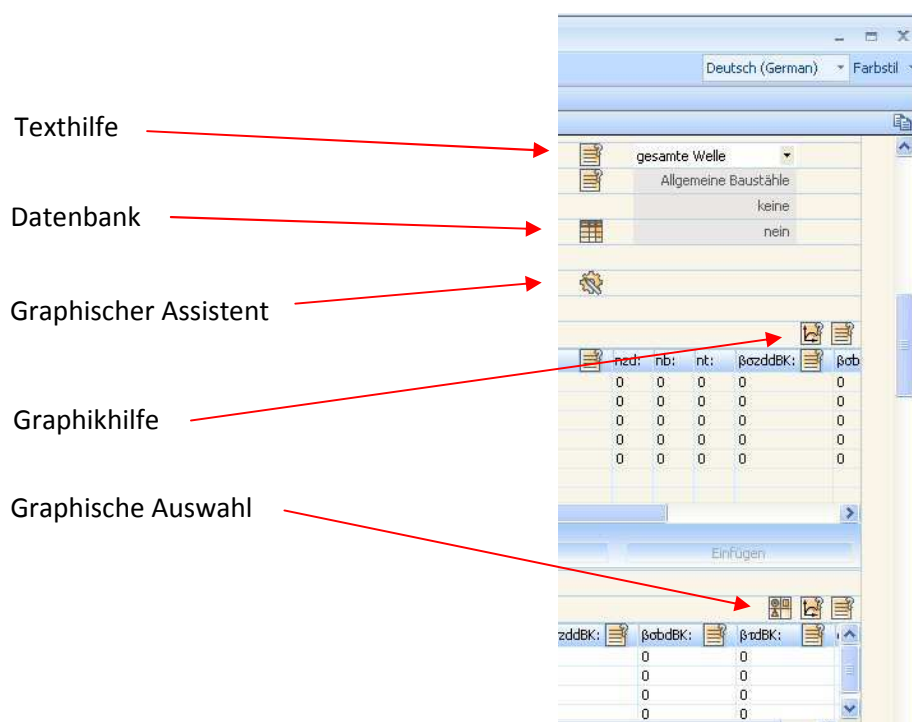 Deutsch (German) Farbstil
Texthilfe
gesamte Welle
Allgemeine Baustähle
keine
Datenbank
nein
Graphischer Assistent
nzd: nb: nt: βσzddBK: βσb
0 0 0 0 0
0 0 0 0 0
0 0 0 0 0
0 0 0 0 0
0 0 0 0 0
Graphikhilfe
Graphische Auswahl
Einfügen
zddBK: βσbdBK: βτdBK:
0 0
0 0
0 0
0 0